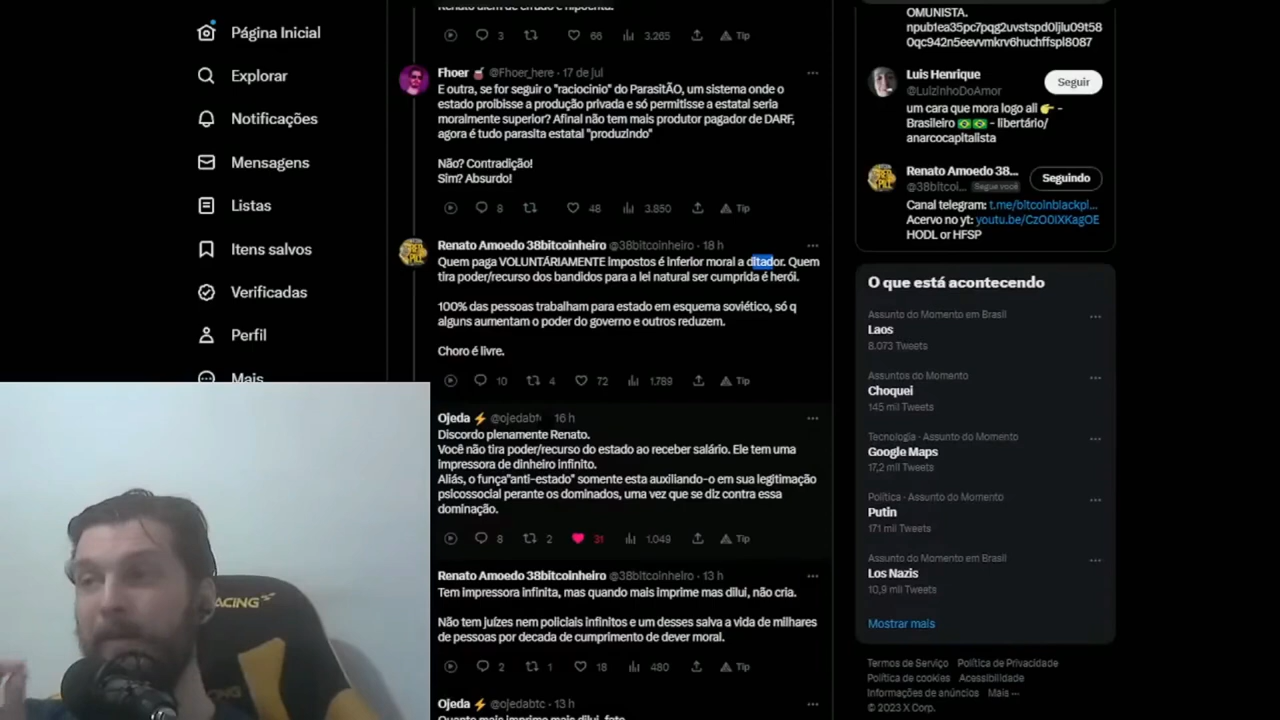 Página Inicial
Explorar
Notificações
Mensagens
Listas
Itens salvos
Verificadas
Perfil
Mais
Renato além de errado é hipócrita.
3 66 3.265 Tip
Fhoer @Fhoer_here · 17 de jul
E outra, se for seguir o "raciocínio" do ParasitÃO, um sistema onde o
estado proibisse a produção privada e só permitisse a estatal seria
moralmente superior? Afinal não tem mais produtor pagador de DARF,
agora é tudo parasita estatal "produzindo"
Não? Contradição!
Sim? Absurdo!
8 48 3.850 Tip
Renato Amoedo 38bitcoinheiro @38bitcoinheiro · 18 h
Quem paga VOLUNTÁRIAMENTE impostos é inferior moral a ditador. Quem
tira poder/recurso dos bandidos para a lei natural ser cumprida é herói.
100% das pessoas trabalham para estado em esquema soviético, só q
alguns aumentam o poder do governo e outros reduzem.
Choro é livre.
10 4 72 1.789 Tip
Ojeda ⚡ @ojedabtc 16 h
Discordo plenamente Renato.
Você não tira poder/recurso do estado ao receber salário. Ele tem uma
impressora de dinheiro infinito.
Aliás, o funça"anti-estado" somente esta auxiliando-o em sua legitimação
psicossocial perante os dominados, uma vez que se diz contra essa
dominação.
8 2 31 1.049 Tip
Renato Amoedo 38bitcoinheiro @38bitcoinheiro · 13 h
Tem impressora infinita, mas quando mais imprime mas dilui, não cria.
Não tem juízes nem policiais infinitos e um desses salva a vida de milhares
de pessoas por decada de cumprimento de dever moral.
2 1 18 480 Tip
Ojeda ⚡ @ojedabtc · 13 h
Quanto mais imprime mais dilui, fato.
OMUNISTA.
npub1ea35pc7pqg2uvstspd0ljlu09t58
0qc942n5eevvmkrv6huchffspl8087
Luis Henrique
@LuizinhoDoAmor
Seguir
um cara que mora logo ali 👉 -
Brasileiro 🇧🇷🇧🇷 - libertário/
anarcocapitalista
Renato Amoedo 38...
@38bitcoi... Segue você
Seguindo
Canal telegram: t.me/bitcoinblackpi...
Acervo no yt: youtu.be/CzO0IXKagOE
HODL or HFSP
O que está acontecendo
Assunto do Momento em Brasil
Laos
8.073 Tweets
Assuntos do Momento
Choquei
145 mil Tweets
Tecnologia · Assunto do Momento
Google Maps
17,2 mil Tweets
Política · Assunto do Momento
Putin
171 mil Tweets
Assunto do Momento em Brasil
Los Nazis
10,9 mil Tweets
Mostrar mais
Termos de Serviço Política de Privacidade
Política de cookies Acessibilidade
Informações de anúncios Mais ···
© 2023 X Corp.
ACING
RACING